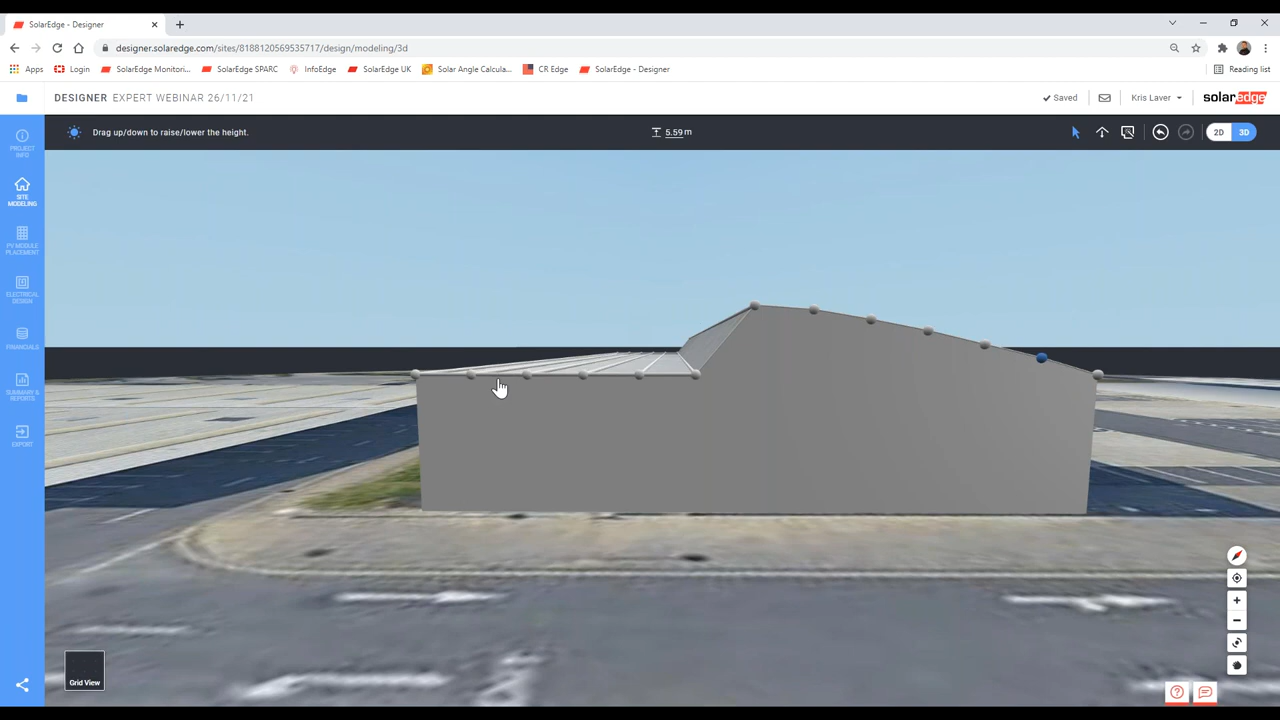 SolarEdge - Designer
designer.solaredge.com/sites/8188120569535717/design/modeling/3d
Apps Login SolarEdge Monitori... SolarEdge SPARC InfoEdge SolarEdge UK Solar Angle Calcula... CR Edge SolarEdge - Designer Reading list
DESIGNER EXPERT WEBINAR 26/11/21 Saved Kris Laver solaredge
Drag up/down to raise/lower the height. 5.59 m 2D 3D
PROJECT
INFO
SITE
MODELING
PV MODULE
PLACEMENT
ELECTRICAL
DESIGN
FINANCIALS
SUMMARY &
REPORTS
EXPORT
Grid View